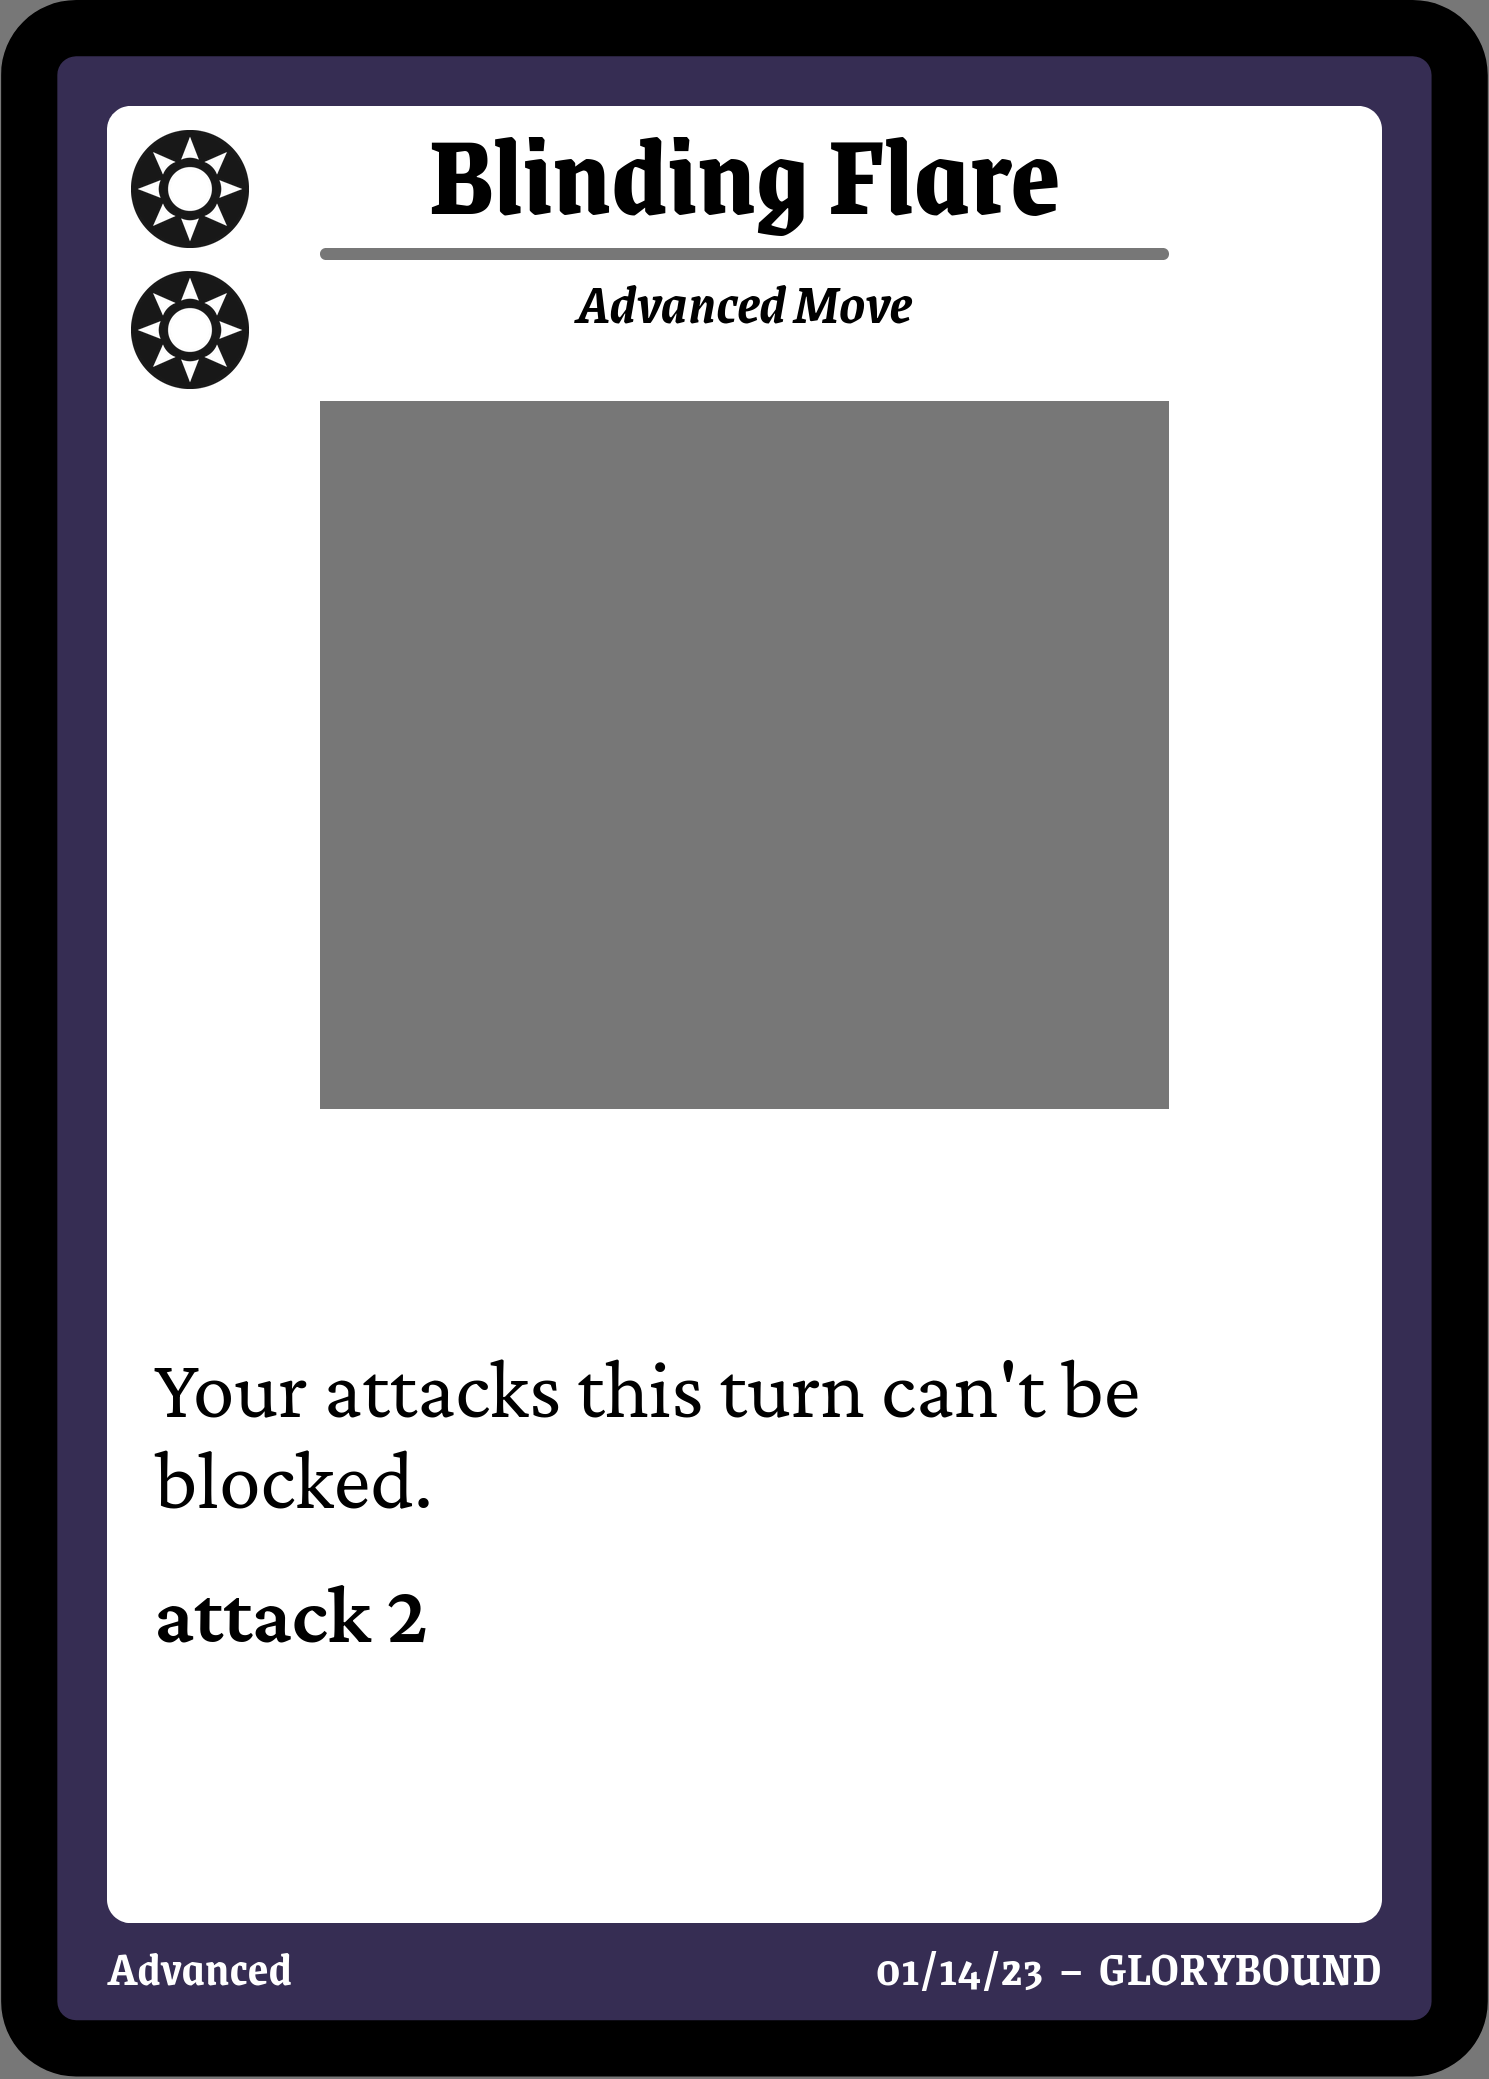 Blinding Flare
Advanced Move
Your attacks this turn can't be
blocked.
attack 2
Advanced
01/14/23 – GLORYBOUND